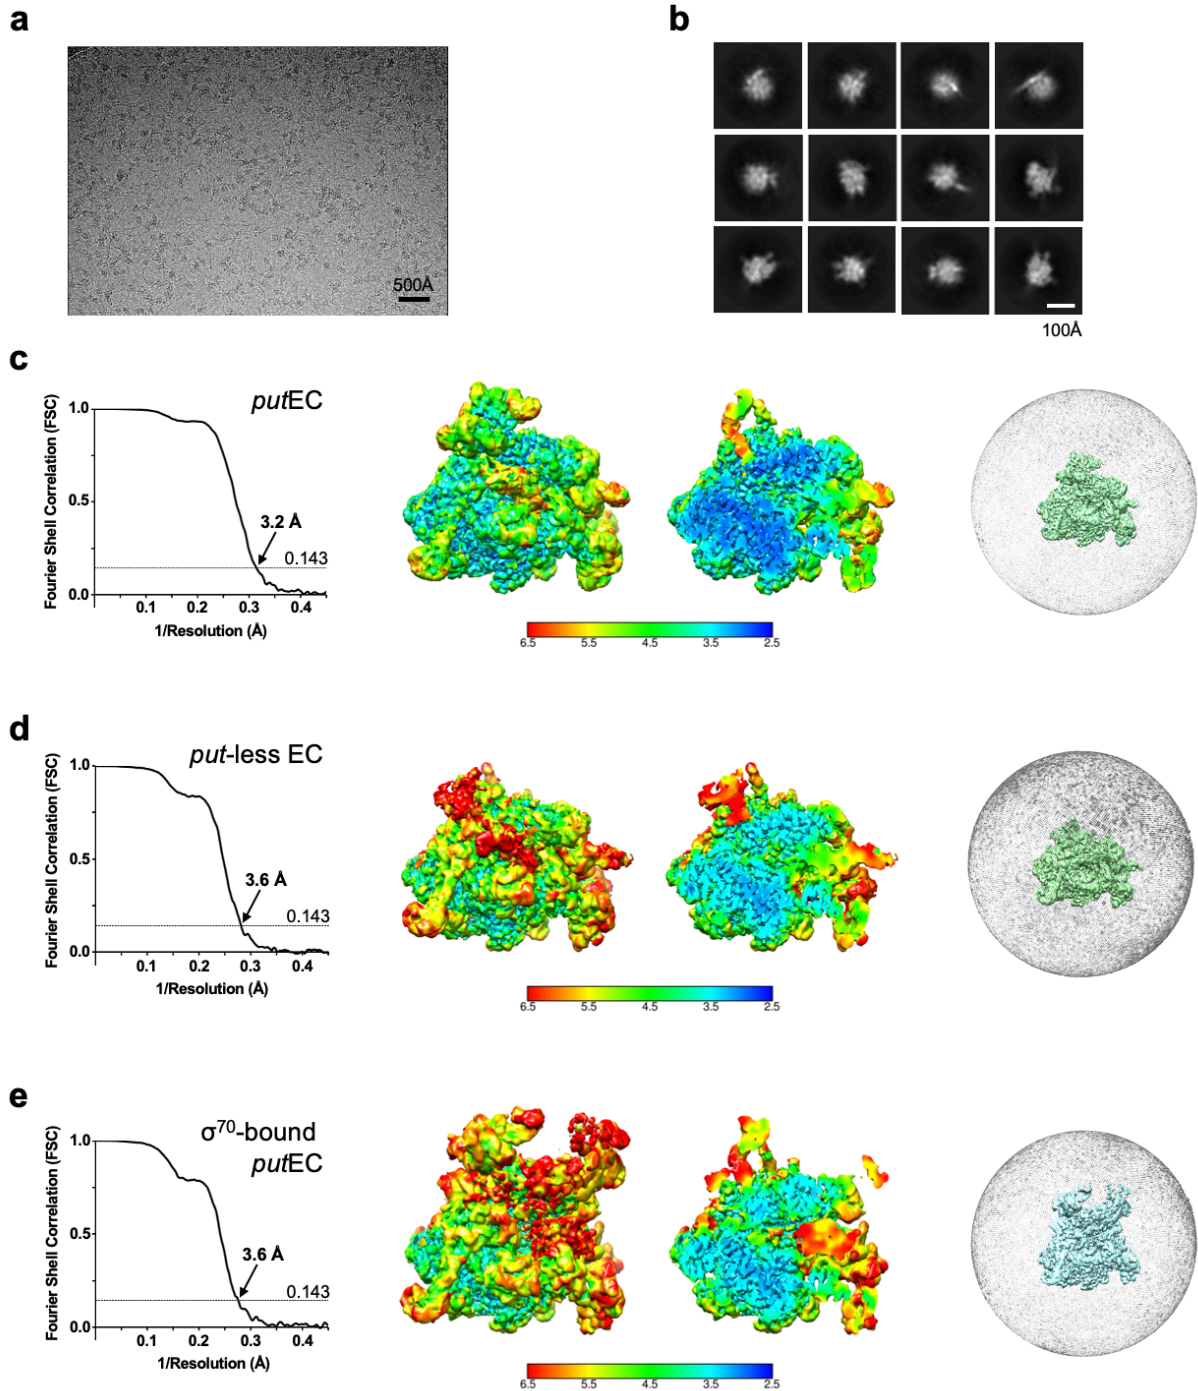 a
b
500Å
100Å
c
putEC
Fourier Shell Correlation (FSC)
1.0
0.5
0.0
3.2 Å
0.143
0.1 0.2 0.3 0.4
1/Resolution (Å)
6.5 5.5 4.5 3.5 2.5
d
put-less EC
Fourier Shell Correlation (FSC)
1.0
0.5
0.0
3.6 Å
0.143
0.1 0.2 0.3 0.4
1/Resolution (Å)
6.5 5.5 4.5 3.5 2.5
e
σ⁷⁰-bound
putEC
Fourier Shell Correlation (FSC)
1.0
0.5
0.0
3.6 Å
0.143
0.1 0.2 0.3 0.4
1/Resolution (Å)
6.5 5.5 4.5 3.5 2.5